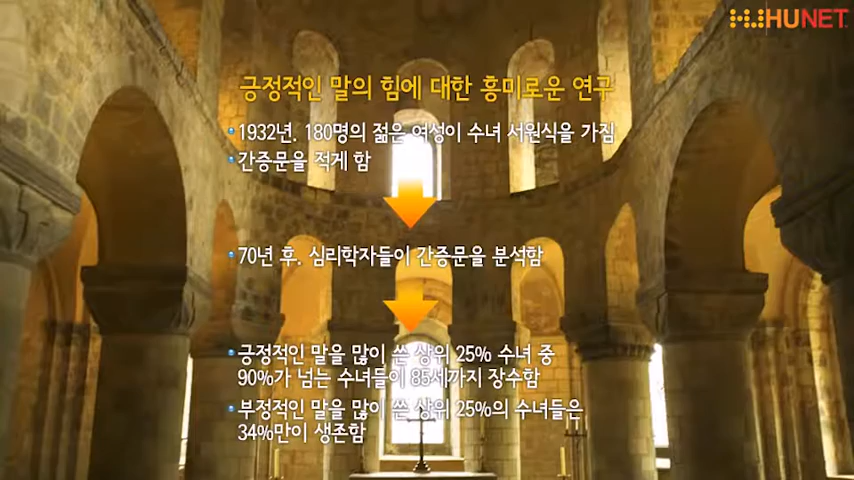 HUNET
긍정적인 말의 힘에 대한 흥미로운 연구
1932년. 180명의 젊은 여성이 수녀 서원식을 가짐
간증문을 적게 함
70년 후. 심리학자들이 간증문을 분석함
긍정적인 말을 많이 쓴 상위 25% 수녀 중
90%가 넘는 수녀들이 85세까지 장수함
부정적인 말을 많이 쓴 상위 25%의 수녀들은
34%만이 생존함